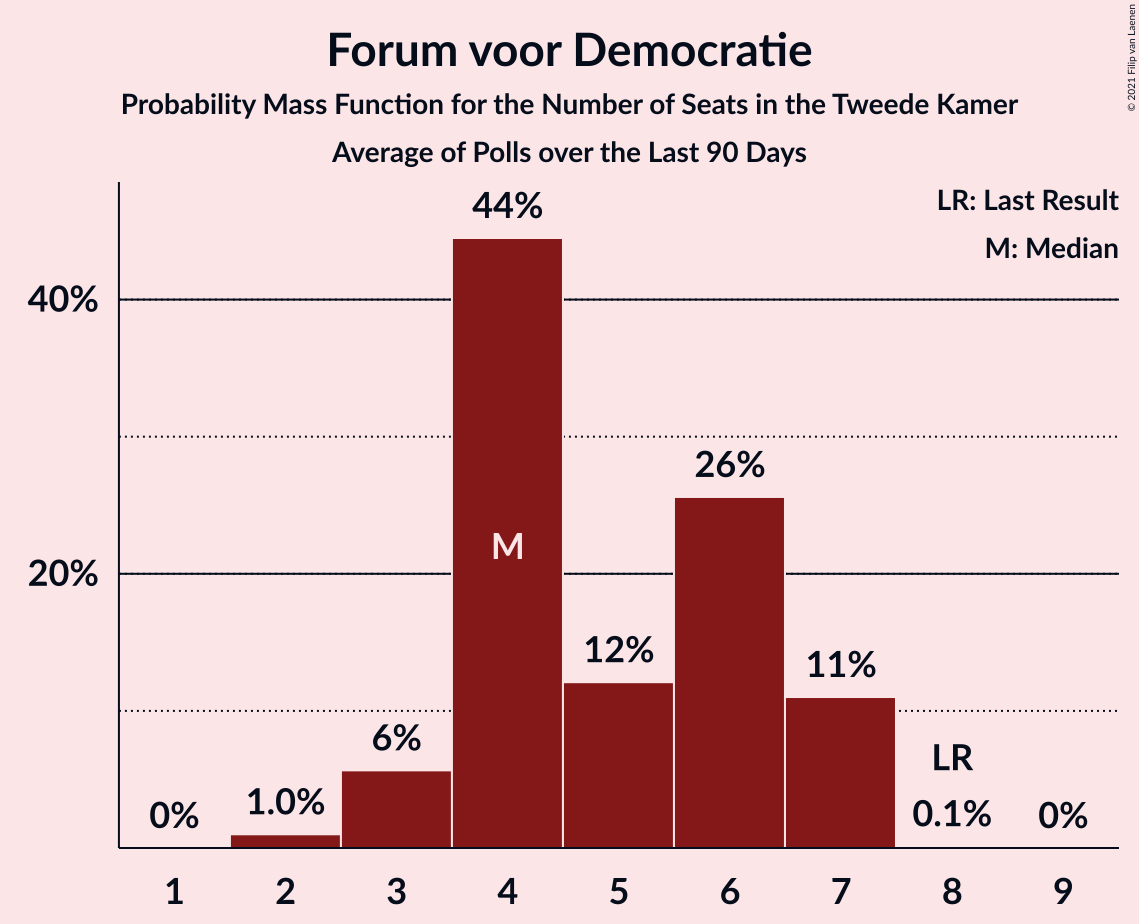 Forum voor Democratie
Probability Mass Function for the Number of Seats in the Tweede Kamer
Average of Polls over the Last 90 Days
© 2021 Filip van Laenen
LR: Last Result
M: Median
44%
40%
26%
M
20%
12%
11%
6%
LR
1.0%
0%
0.1%
0%
1 2 3 4 5 6 7 8 9